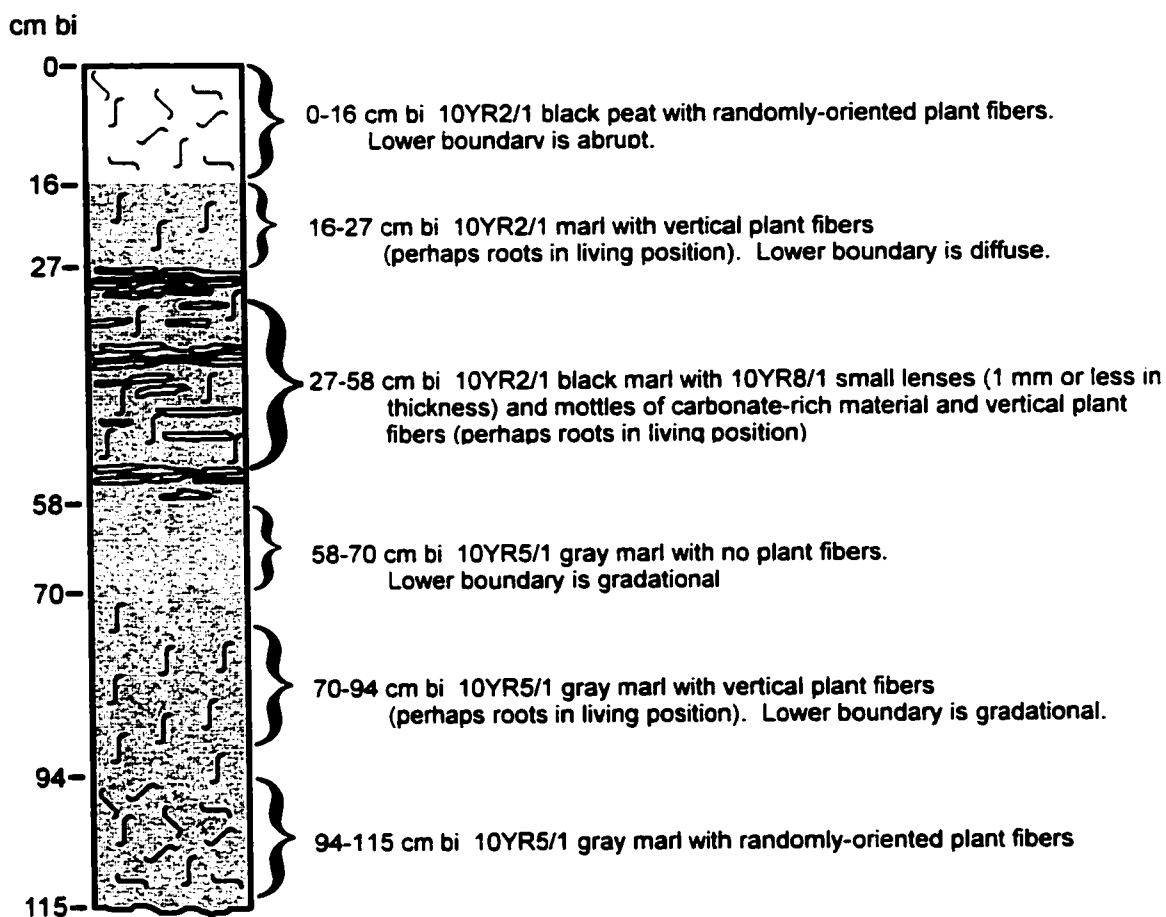 cm bi
0
0-16 cm bi 10YR2/1 black peat with randomly-oriented plant fibers.
Lower boundary is abrupt.
16
16-27 cm bi 10YR2/1 marl with vertical plant fibers
(perhaps roots in living position). Lower boundary is diffuse.
27
27-58 cm bi 10YR2/1 black marl with 10YR8/1 small lenses (1 mm or less in
thickness) and mottles of carbonate-rich material and vertical plant
fibers (perhaps roots in living position)
58
58-70 cm bi 10YR5/1 gray marl with no plant fibers.
Lower boundary is gradational
70
70-94 cm bi 10YR5/1 gray marl with vertical plant fibers
(perhaps roots in living position). Lower boundary is gradational.
94
94-115 cm bi 10YR5/1 gray marl with randomly-oriented plant fibers
115